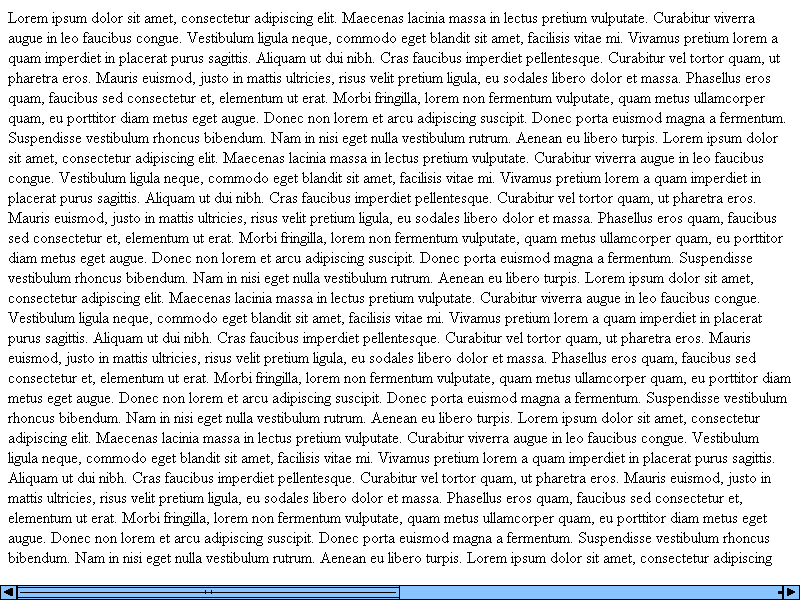 Lorem ipsum dolor sit amet, consectetur adipiscing elit. Maecenas lacinia massa in lectus pretium vulputate. Curabitur viverra
augue in leo faucibus congue. Vestibulum ligula neque, commodo eget blandit sit amet, facilisis vitae mi. Vivamus pretium lorem a
quam imperdiet in placerat purus sagittis. Aliquam ut dui nibh. Cras faucibus imperdiet pellentesque. Curabitur vel tortor quam, ut
pharetra eros. Mauris euismod, justo in mattis ultricies, risus velit pretium ligula, eu sodales libero dolor et massa. Phasellus eros
quam, faucibus sed consectetur et, elementum ut erat. Morbi fringilla, lorem non fermentum vulputate, quam metus ullamcorper
quam, eu porttitor diam metus eget augue. Donec non lorem et arcu adipiscing suscipit. Donec porta euismod magna a fermentum.
Suspendisse vestibulum rhoncus bibendum. Nam in nisi eget nulla vestibulum rutrum. Aenean eu libero turpis. Lorem ipsum dolor
sit amet, consectetur adipiscing elit. Maecenas lacinia massa in lectus pretium vulputate. Curabitur viverra augue in leo faucibus
congue. Vestibulum ligula neque, commodo eget blandit sit amet, facilisis vitae mi. Vivamus pretium lorem a quam imperdiet in
placerat purus sagittis. Aliquam ut dui nibh. Cras faucibus imperdiet pellentesque. Curabitur vel tortor quam, ut pharetra eros.
Mauris euismod, justo in mattis ultricies, risus velit pretium ligula, eu sodales libero dolor et massa. Phasellus eros quam, faucibus
sed consectetur et, elementum ut erat. Morbi fringilla, lorem non fermentum vulputate, quam metus ullamcorper quam, eu porttitor
diam metus eget augue. Donec non lorem et arcu adipiscing suscipit. Donec porta euismod magna a fermentum. Suspendisse
vestibulum rhoncus bibendum. Nam in nisi eget nulla vestibulum rutrum. Aenean eu libero turpis. Lorem ipsum dolor sit amet,
consectetur adipiscing elit. Maecenas lacinia massa in lectus pretium vulputate. Curabitur viverra augue in leo faucibus congue.
Vestibulum ligula neque, commodo eget blandit sit amet, facilisis vitae mi. Vivamus pretium lorem a quam imperdiet in placerat
purus sagittis. Aliquam ut dui nibh. Cras faucibus imperdiet pellentesque. Curabitur vel tortor quam, ut pharetra eros. Mauris
euismod, justo in mattis ultricies, risus velit pretium ligula, eu sodales libero dolor et massa. Phasellus eros quam, faucibus sed
consectetur et, elementum ut erat. Morbi fringilla, lorem non fermentum vulputate, quam metus ullamcorper quam, eu porttitor diam
metus eget augue. Donec non lorem et arcu adipiscing suscipit. Donec porta euismod magna a fermentum. Suspendisse vestibulum
rhoncus bibendum. Nam in nisi eget nulla vestibulum rutrum. Aenean eu libero turpis. Lorem ipsum dolor sit amet, consectetur
adipiscing elit. Maecenas lacinia massa in lectus pretium vulputate. Curabitur viverra augue in leo faucibus congue. Vestibulum
ligula neque, commodo eget blandit sit amet, facilisis vitae mi. Vivamus pretium lorem a quam imperdiet in placerat purus sagittis.
Aliquam ut dui nibh. Cras faucibus imperdiet pellentesque. Curabitur vel tortor quam, ut pharetra eros. Mauris euismod, justo in
mattis ultricies, risus velit pretium ligula, eu sodales libero dolor et massa. Phasellus eros quam, faucibus sed consectetur et,
elementum ut erat. Morbi fringilla, lorem non fermentum vulputate, quam metus ullamcorper quam, eu porttitor diam metus eget
augue. Donec non lorem et arcu adipiscing suscipit. Donec porta euismod magna a fermentum. Suspendisse vestibulum rhoncus
bibendum. Nam in nisi eget nulla vestibulum rutrum. Aenean eu libero turpis. Lorem ipsum dolor sit amet, consectetur adipiscing